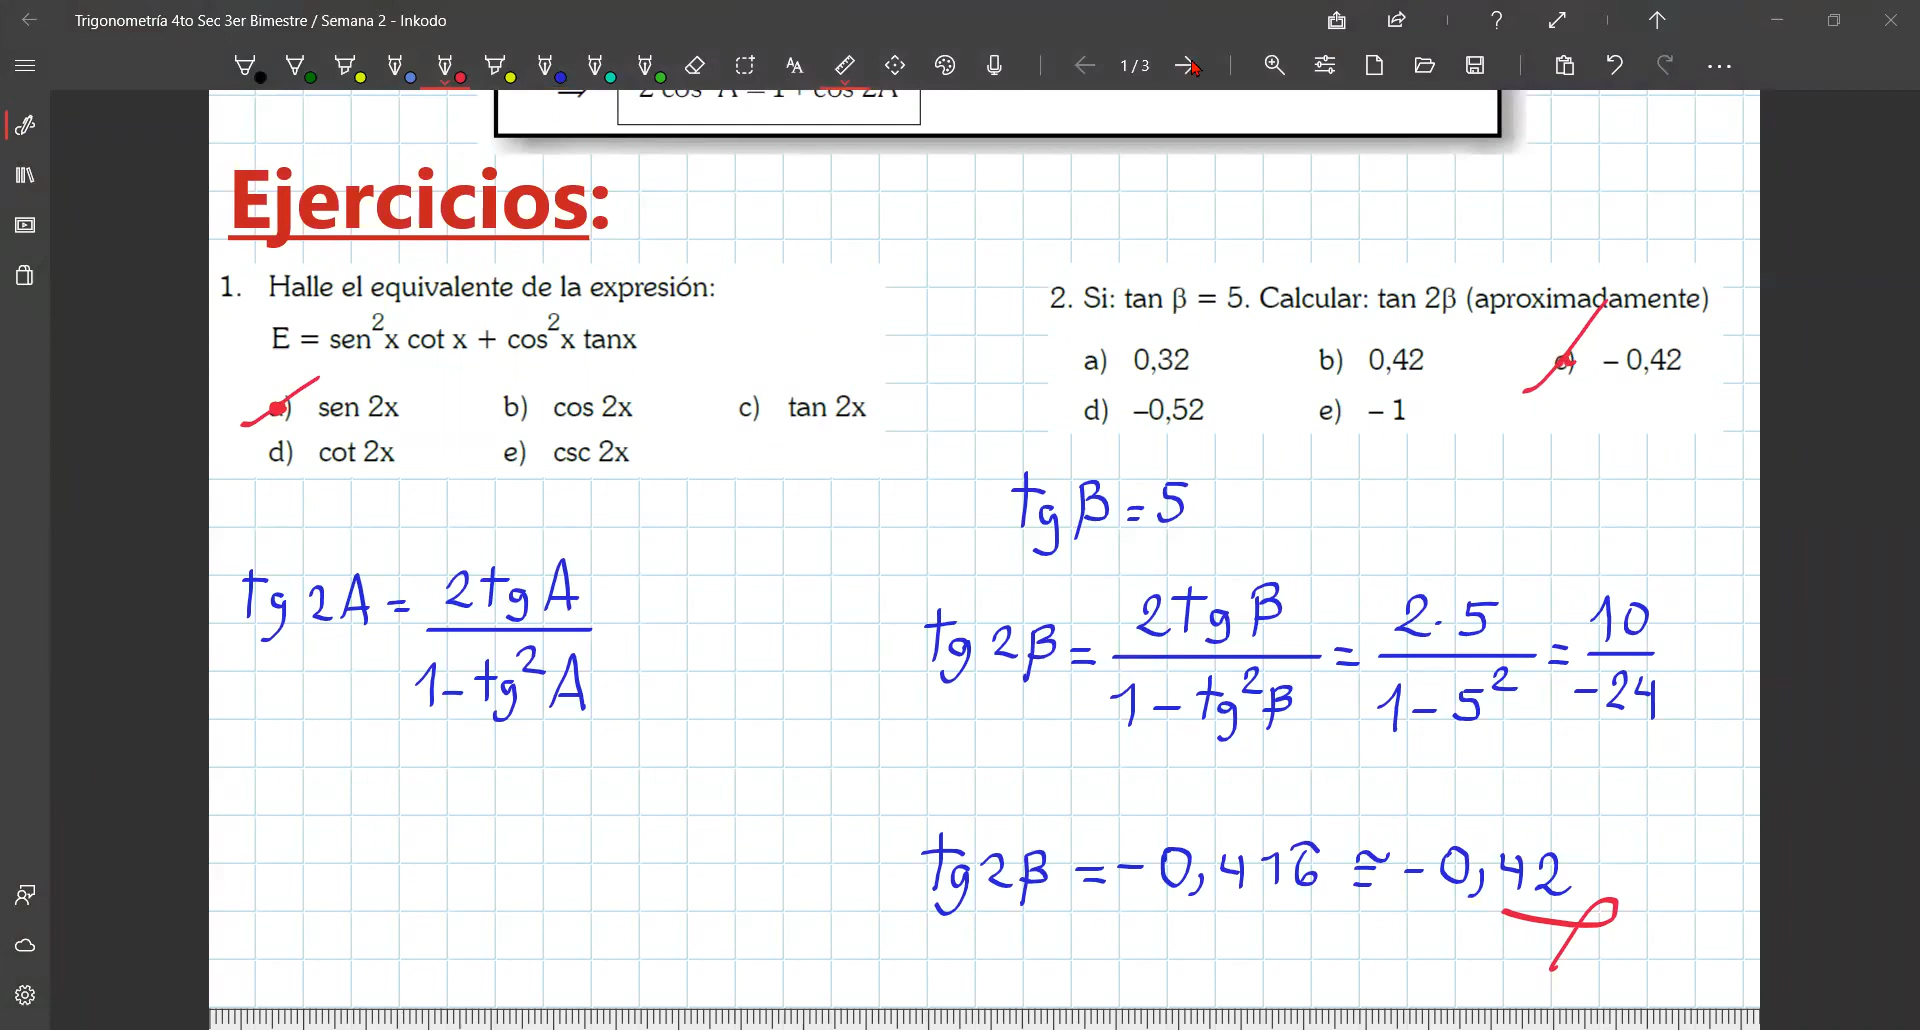 Trigonometría 4to Sec 3er Bimestre / Semana 2 - Inkodo
1 / 3
Ejercicios:
1. Halle el equivalente de la expresión:
E = sen²x cot x + cos²x tanx
a) sen 2x b) cos 2x c) tan 2x
d) cot 2x e) csc 2x
2. Si: tan β = 5. Calcular: tan 2β (aproximadamente)
a) 0,32 b) 0,42 c) – 0,42
d) –0,52 e) – 1
tg 2A = 2tgA / 1 - tg²A
tg β = 5
tg 2β = 2tg β / 1 - tg²β = 2 . 5 / 1 - 5² = 10 / -24
tg 2β = - 0,416̂ ≅ - 0,42